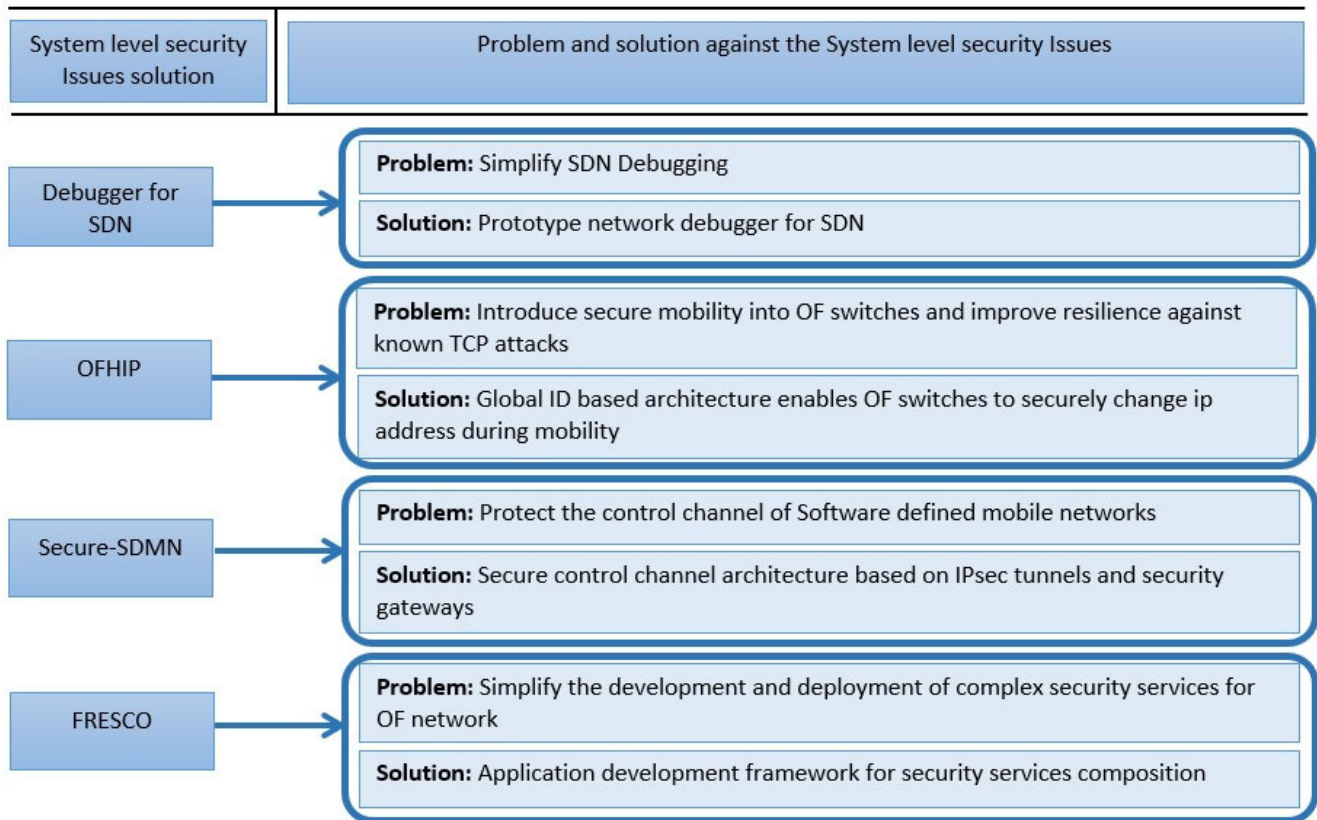 System level security
Issues solution
Problem and solution against the System level security Issues
Debugger for
SDN
Problem: Simplify SDN Debugging
Solution: Prototype network debugger for SDN
OFHIP
Problem: Introduce secure mobility into OF switches and improve resilience against
known TCP attacks
Solution: Global ID based architecture enables OF switches to securely change ip
address during mobility
Secure-SDMN
Problem: Protect the control channel of Software defined mobile networks
Solution: Secure control channel architecture based on IPsec tunnels and security
gateways
FRESCO
Problem: Simplify the development and deployment of complex security services for
OF network
Solution: Application development framework for security services composition